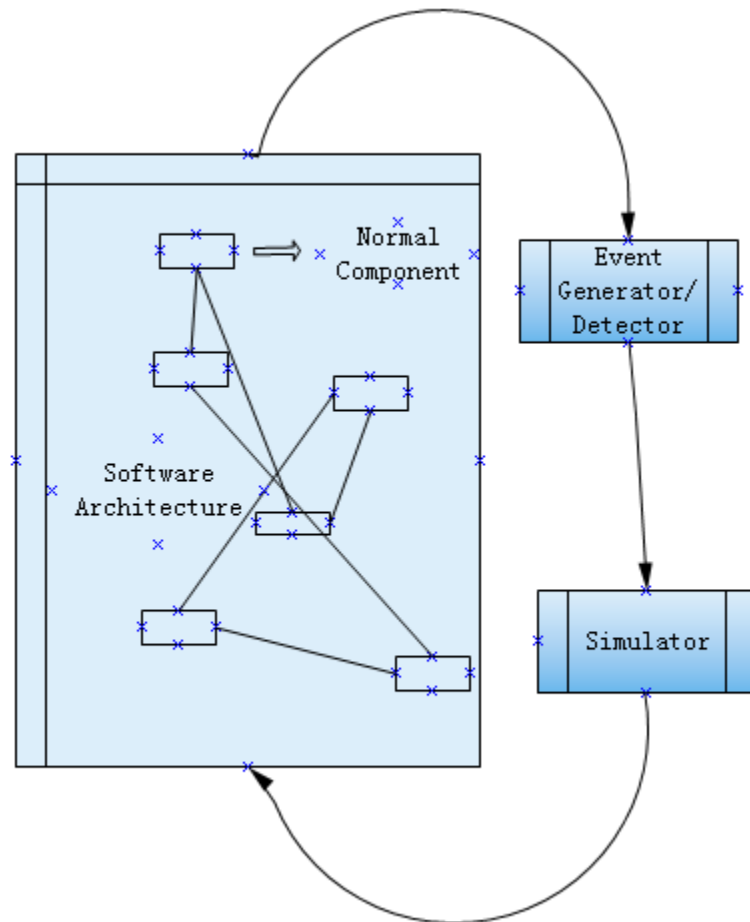 Normal
Component
Event
Generator/
Detector
Software
Architecture
Simulator